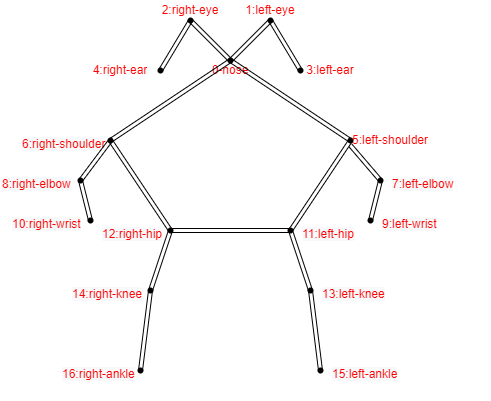 2:right-eye
1:left-eye
0-nose
4:right-ear
3:left-ear
6:right-shoulder
5:left-shoulder
8:right-elbow
7:left-elbow
10:right-wrist
9:left-wrist
12:right-hip
11:left-hip
14:right-knee
13:left-knee
16:right-ankle
15:left-ankle